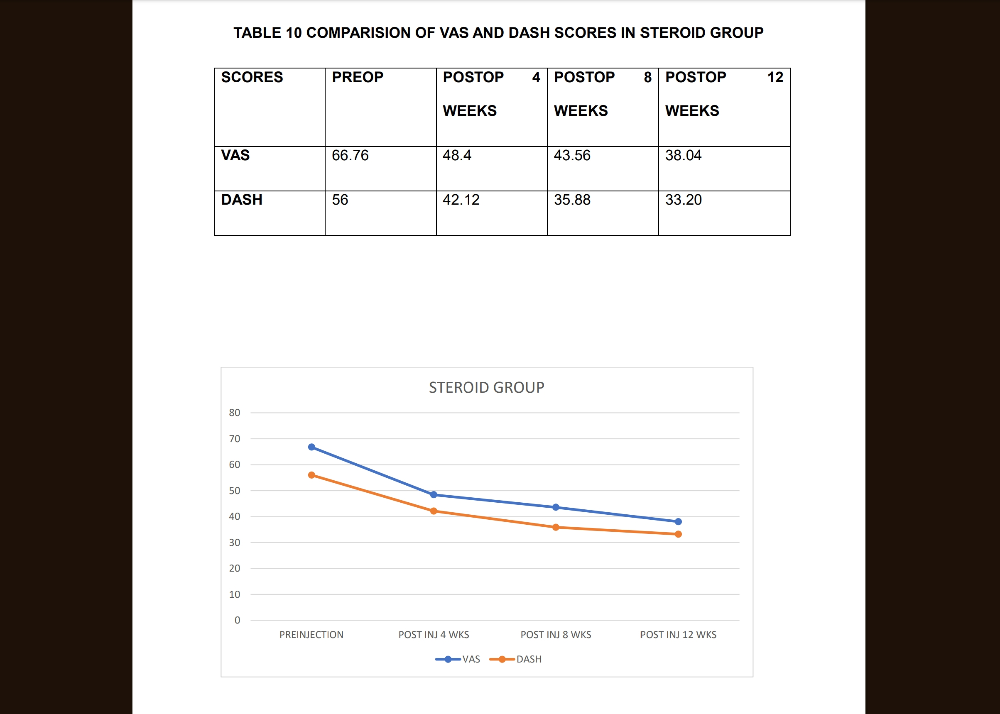 TABLE 10 COMPARISION OF VAS AND DASH SCORES IN STEROID GROUP
SCORES PREOP POSTOP 4 WEEKS POSTOP 8 WEEKS POSTOP 12 WEEKS
VAS 66.76 48.4 43.56 38.04
DASH 56 42.12 35.88 33.20
STEROID GROUP
80
70
60
50
40
30
20
10
0
PREINJECTION POST INJ 4 WKS POST INJ 8 WKS POST INJ 12 WKS
VAS DASH